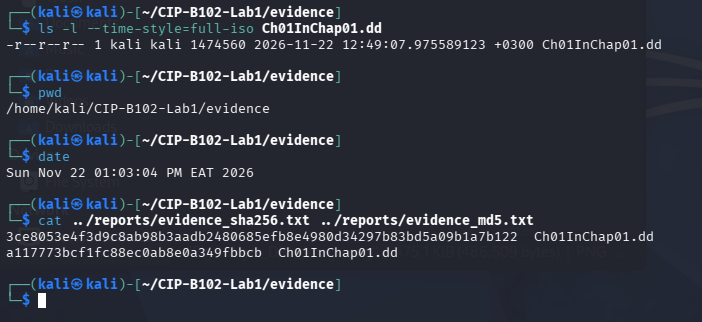 ┌──(kali㉿kali)-[~/CIP-B102-Lab1/evidence]
└─$ ls -l --time-style=full-iso Ch01InChap01.dd
-r--r--r-- 1 kali kali 1474560 2026-11-22 12:49:07.975589123 +0300 Ch01InChap01.dd
┌──(kali㉿kali)-[~/CIP-B102-Lab1/evidence]
└─$ pwd
/home/kali/CIP-B102-Lab1/evidence
┌──(kali㉿kali)-[~/CIP-B102-Lab1/evidence]
└─$ date
Sun Nov 22 01:03:04 PM EAT 2026
┌──(kali㉿kali)-[~/CIP-B102-Lab1/evidence]
└─$ cat ../reports/evidence_sha256.txt ../reports/evidence_md5.txt
3ce8053e4f3d9c8ab98b3aadb2480685efb8e4980d34297b83bd5a09b1a7b122  Ch01InChap01.dd
a117773bcf1fc88ec0ab8e0a349fbbcb  Ch01InChap01.dd
┌──(kali㉿kali)-[~/CIP-B102-Lab1/evidence]
└─$